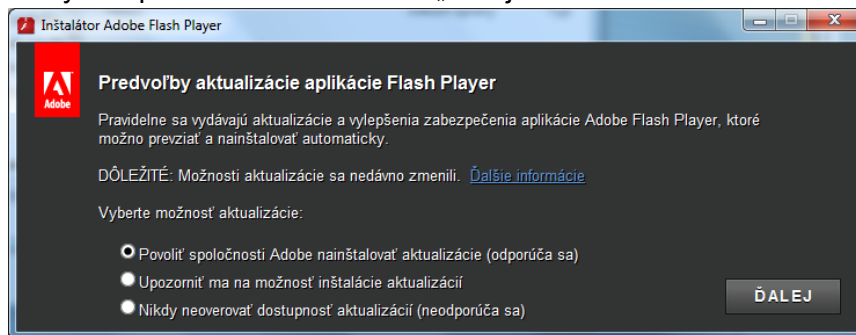 Inštalátor Adobe Flash Player
Adobe
Predvoľby aktualizácie aplikácie Flash Player
Pravidelne sa vydávajú aktualizácie a vylepšenia zabezpečenia aplikácie Adobe Flash Player, ktoré
možno prevziať a nainštalovať automaticky.
DÔLEŽITÉ: Možnosti aktualizácie sa nedávno zmenili. Ďalšie informácie
Vyberte možnosť aktualizácie:
Povoliť spoločnosti Adobe nainštalovať aktualizácie (odporúča sa)
Upozorniť ma na možnosť inštalácie aktualizácií
Nikdy neoverovať dostupnosť aktualizácií (neodporúča sa)
ĎALEJ